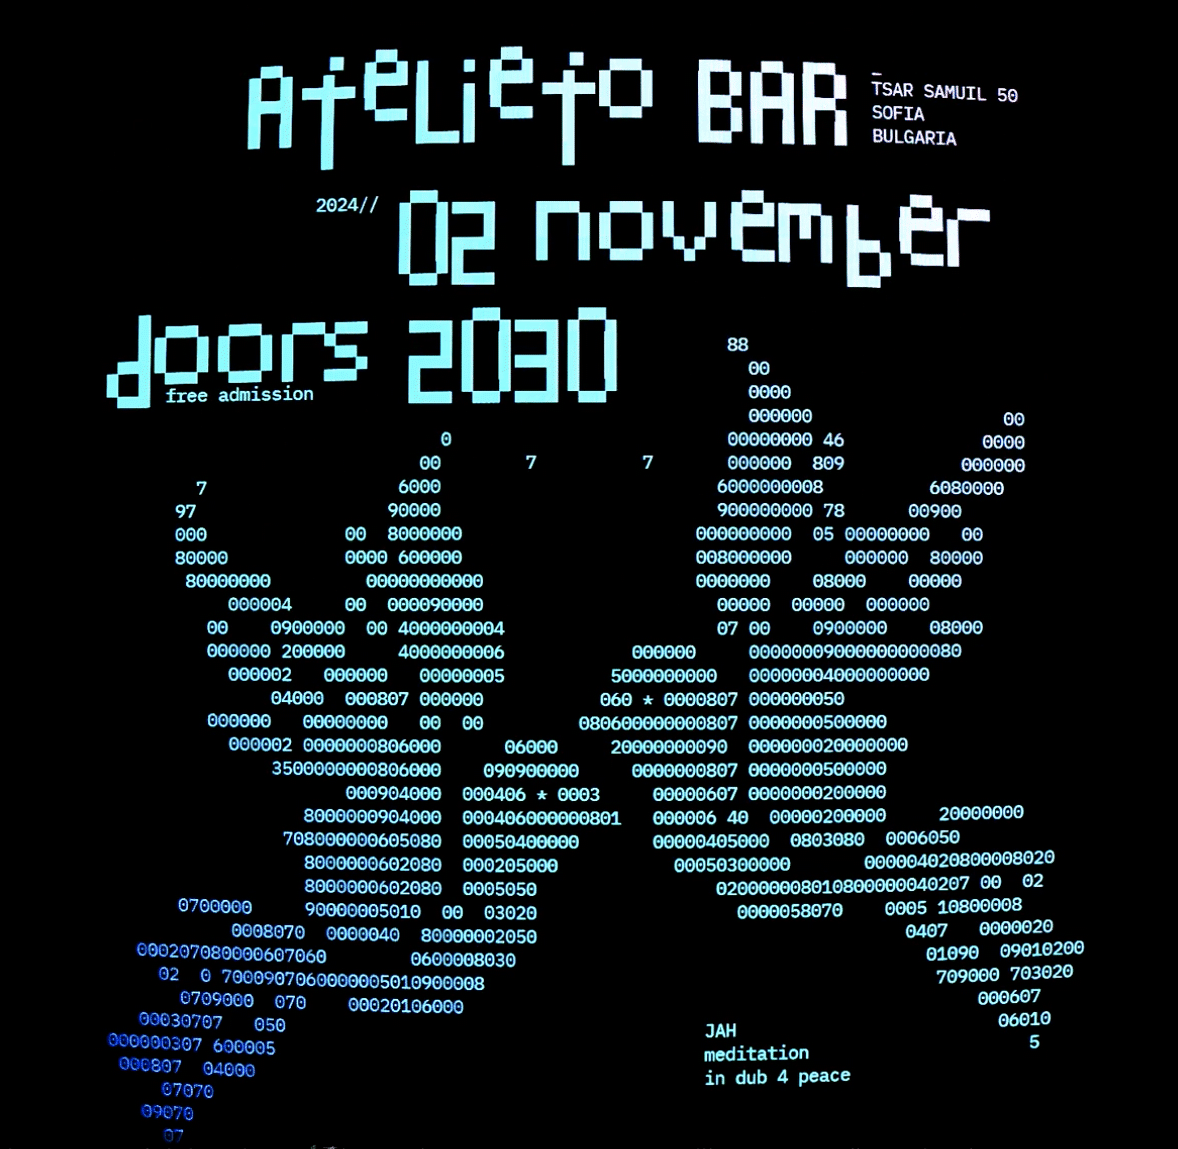 Atelieto BAR
—
TSAR SAMUIL 50
SOFIA
BULGARIA
2024//
02 november
doors 2030
free admission
88
00
0000
000000 00
0 00000000 46 0000
00 7 7 000000 809 000000
7 6000 6000000008 6080000
97 90000 900000000 78 00900
000 00 8000000 000000000 05 00000000 00
80000 0000 600000 008000000 000000 80000
80000000 00000000000 0000000 08000 00000
000004 00 000090000 00000 00000 000000
00 0900000 00 4000000004 07 00 0900000 08000
000000 200000 4000000006 000000 00000009000000000080
000002 000000 00000005 5000000000 00000004000000000
04000 000807 000000 060 * 0000807 000000050
000000 00000000 00 00 080600000000807 0000000500000
000002 0000000806000 06000 20000000090 000000020000000
3500000000806000 090900000 0000000807 0000000500000
000904000 000406 * 0003 00000607 0000000200000
8000000904000 000406000000801 000006 40 00000200000 20000000
708000000605080 00050400000 00000405000 0803080 0006050
8000000602080 000205000 00050300000 000004020800008020
8000000602080 0005050 020000008010800000040207 00 02
0700000 90000005010 00 03020 0000058070 0005 10800008
0008070 0000040 80000002050 0407 0000020
000207080000607060 0600008030 01090 09010200
02 0 7000907060000005010900008 709000 703020
0709000 070 00020106000 000607
00030707 050 06010
000000307 600005 5
000807 04000
07070
09070
07
JAH
meditation
in dub 4 peace